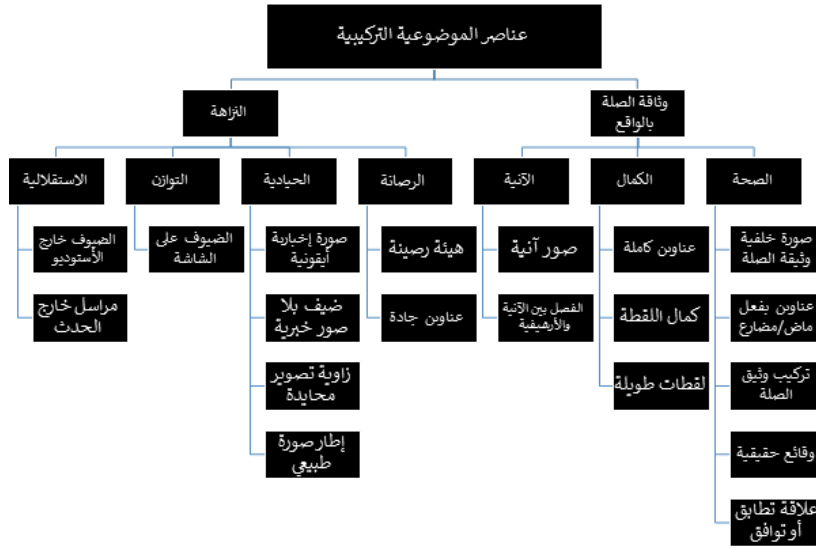 عناصر الموضوعية التركيبية
وثاقة الصلة
بالواقع
النزاهة
الصحة
الكمال
الآنية
الرصانة
الحيادية
التوازن
الاستقلالية
صورة خلفية
وثيقة الصلة
عناوين كاملة
صور آنية
هيئة رصينة
صورة إخبارية
أيقونية
الضيوف على
الشاشة
الضيوف خارج
الأستوديو
عناوين بفعل
ماض/مضارع
كمال اللقطة
الفصل بين الآنية
والأرشيفية
عناوين جادة
ضيف بلا
صور خبرية
مراسل خارج
الحدث
تركيب وثيق
الصلة
لقطات طويلة
زاوية تصوير
محايدة
وقائع حقيقية
إطار صورة
طبيعي
علاقة تطابق
أو توافق